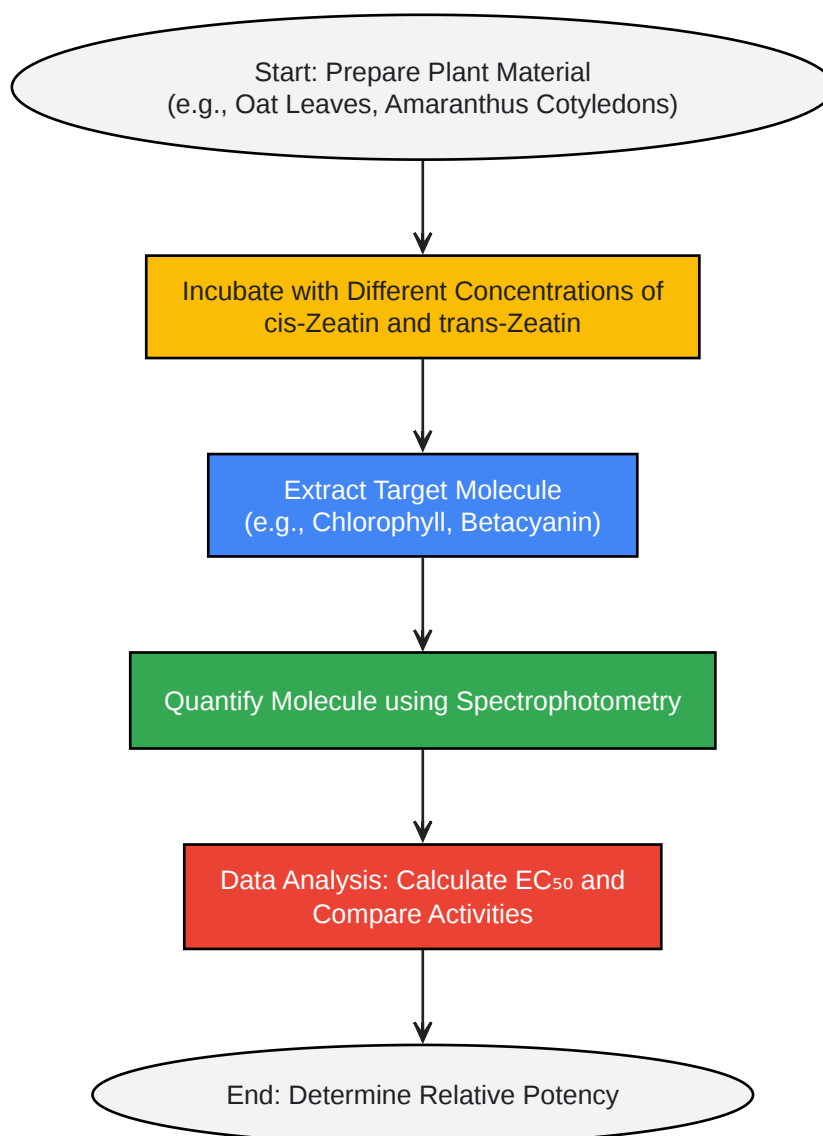 Start: Prepare Plant Material
(e.g., Oat Leaves, Amaranthus Cotyledons)
Incubate with Different Concentrations of
cis-Zeatin and trans-Zeatin
Extract Target Molecule
(e.g., Chlorophyll, Betacyanin)
Quantify Molecule using Spectrophotometry
Data Analysis: Calculate EC₅₀ and
Compare Activities
End: Determine Relative Potency